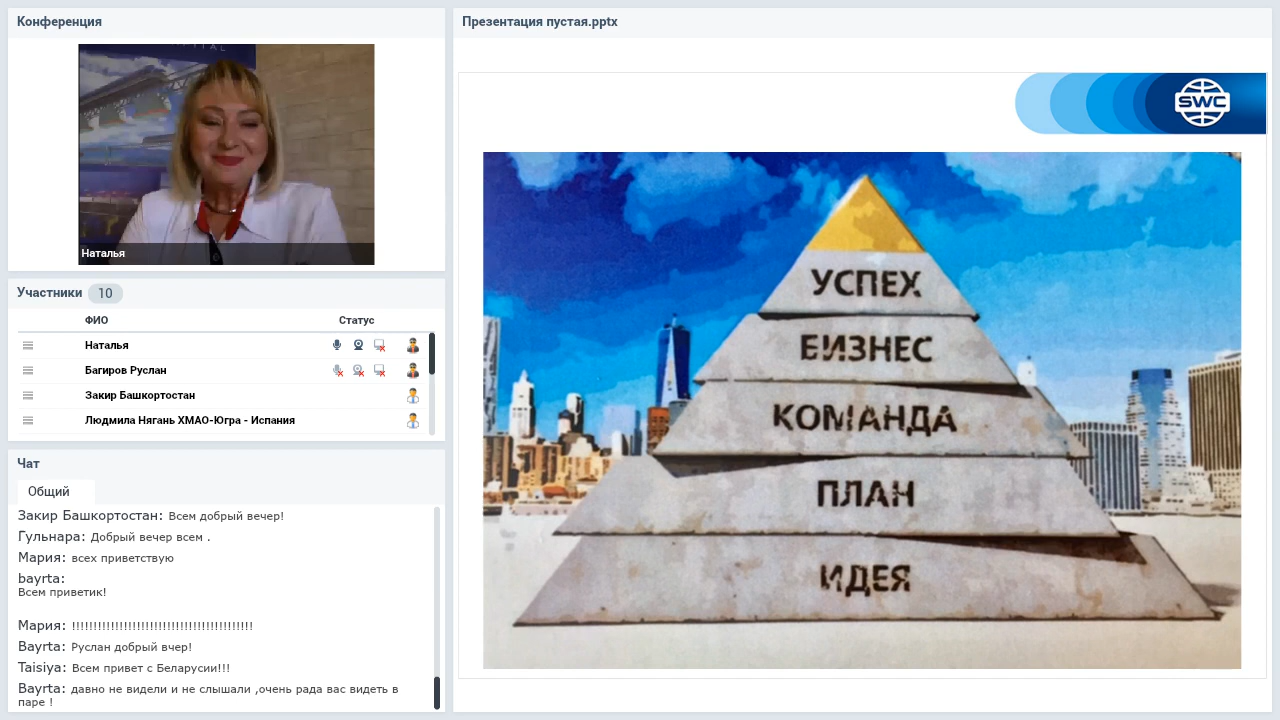 Конференция
Наталья
Участники 10
ФИО Статус
Наталья
Багиров Руслан
Закир Башкортостан
Людмила Нягань ХМАО-Югра - Испания
Чат
Общий
Закир Башкортостан: Всем добрый вечер!
Гульнара: Добрый вечер всем .
Мария: всех приветствую
bayrta:
Всем приветик!
Мария: !!!!!!!!!!!!!!!!!!!!!!!!!!!!!!!!!!!!!!!!!!
Bayrta: Руслан добрый вчер!
Taisiya: Всем привет с Беларусии!!!
Bayrta: давно не видели и не слышали ,очень рада вас видеть в
паре !
Презентация пустая.pptx
SWC
УСПЕХ
БИЗНЕС
КОМАНДА
ПЛАН
ИДЕЯ